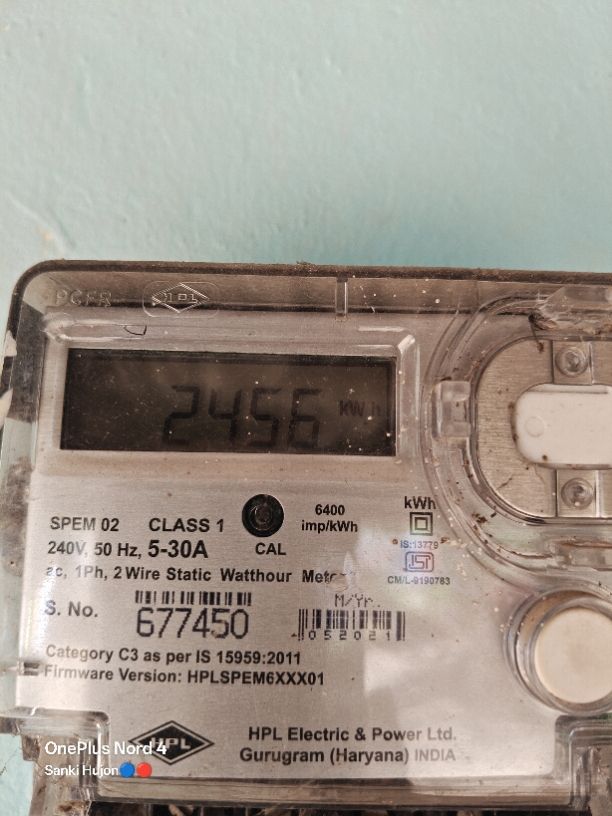 HPL
2456 kWh
SPEM 02 CLASS 1
6400
imp/kWh
kWh
240V, 50 Hz, 5-30A
CAL
IS:13779
ac, 1Ph, 2 Wire Static Watthour
CM/L-9190783
S. No.
677450
M/Yr.
052021
Category C3 as per IS 15959:2011
Firmware Version: HPLSPEM6XXX01
HPL
HPL Electric & Power Ltd.
Gurugram (Haryana) INDIA
OnePlus Nord 4
Sanki Hujon🔵🔴